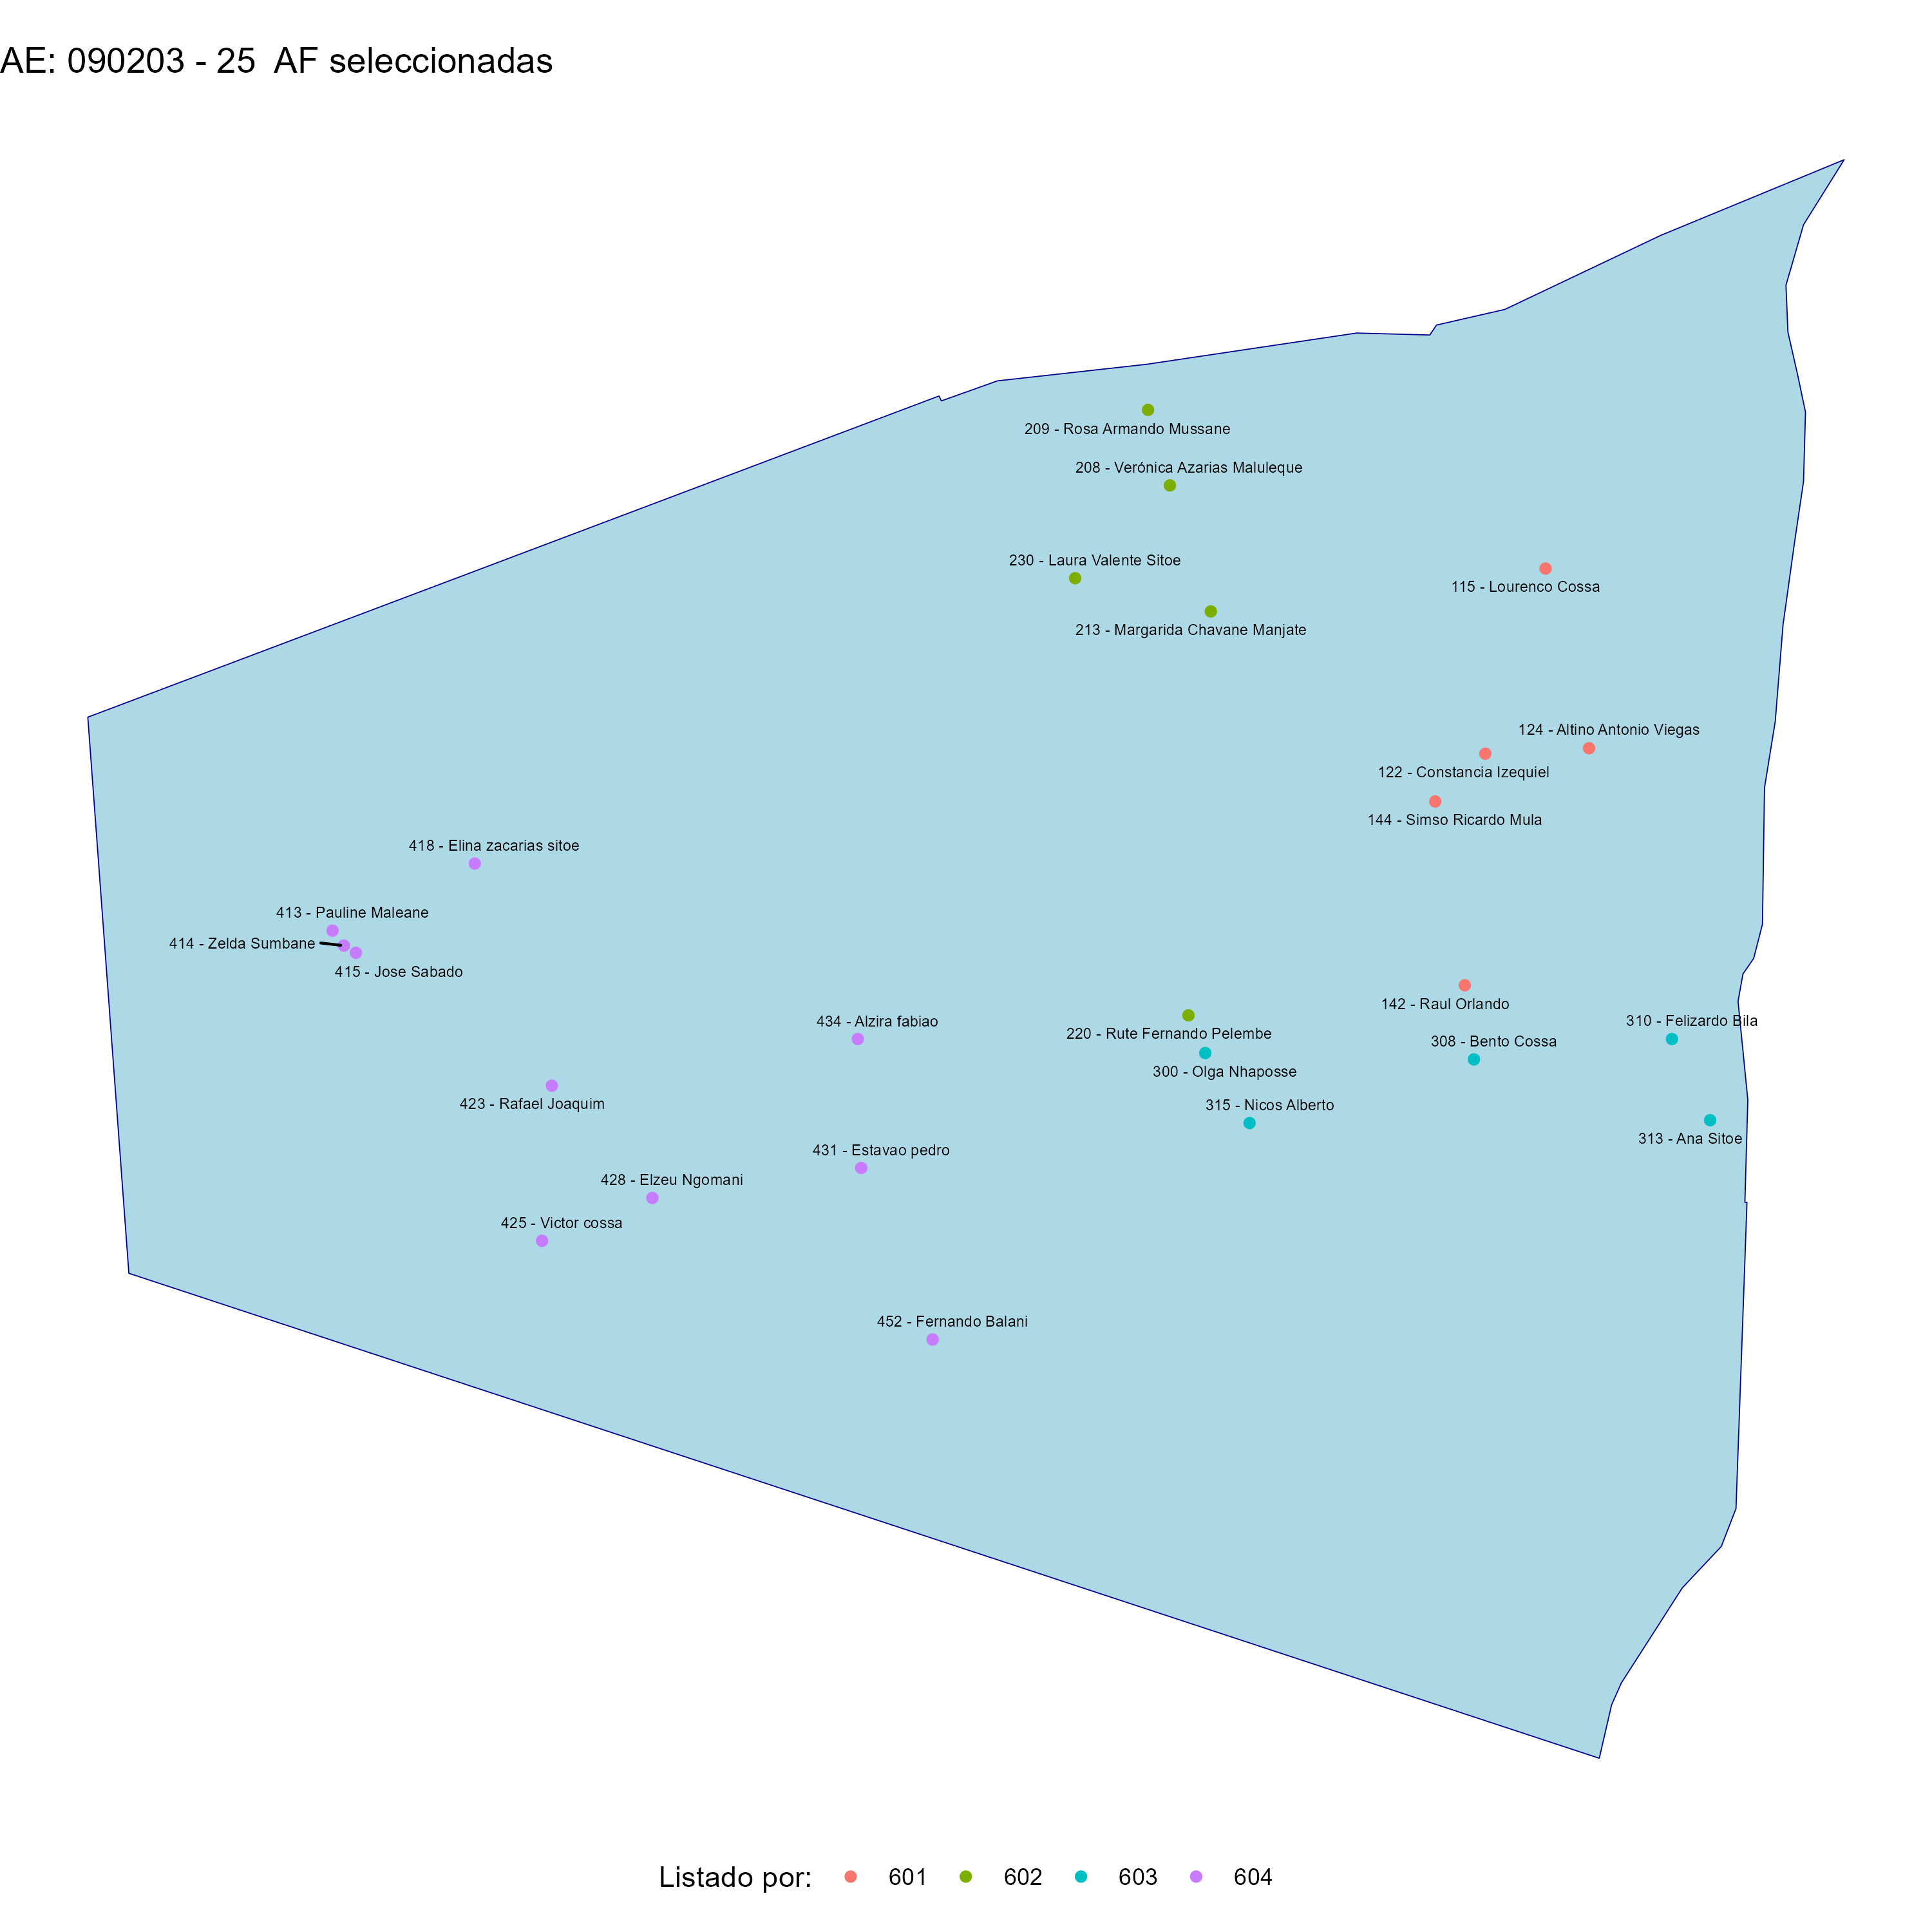 AE: 090203 - 25  AF seleccionadas
209 - Rosa Armando Mussane
208 - Verónica Azarias Maluleque
230 - Laura Valente Sitoe
115 - Lourenco Cossa
213 - Margarida Chavane Manjate
124 - Altino Antonio Viegas
122 - Constancia Izequiel
144 - Simso Ricardo Mula
418 - Elina zacarias sitoe
413 - Pauline Maleane
414 - Zelda Sumbane
415 - Jose Sabado
142 - Raul Orlando
434 - Alzira fabiao
310 - Felizardo Bila
220 - Rute Fernando Pelembe
308 - Bento Cossa
300 - Olga Nhaposse
423 - Rafael Joaquim
315 - Nicos Alberto
313 - Ana Sitoe
431 - Estavao pedro
428 - Elzeu Ngomani
425 - Victor cossa
452 - Fernando Balani
Listado por: 601 602 603 604